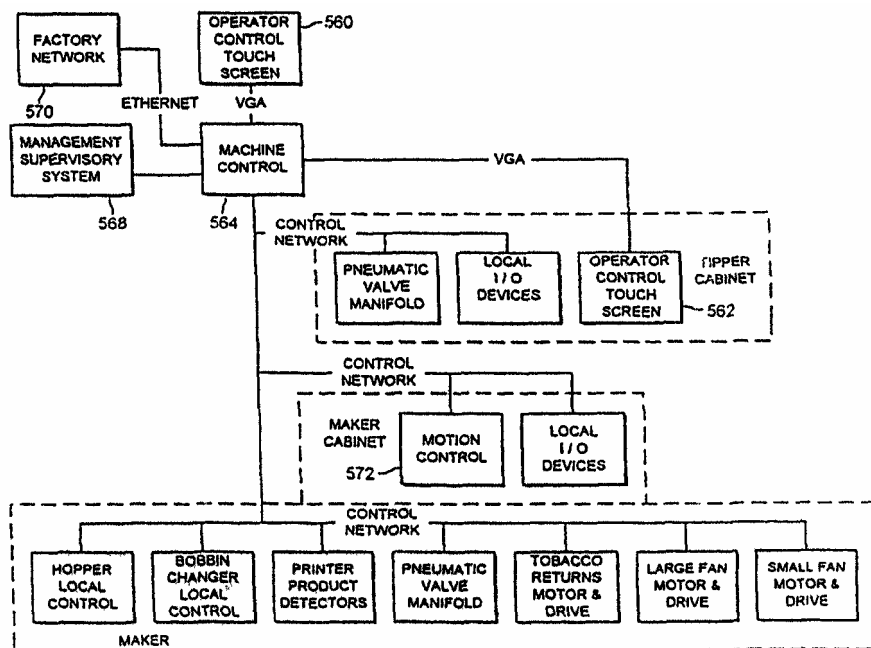 FACTORY
NETWORK
570
OPERATOR
CONTROL
TOUCH
SCREEN
560
ETHERNET
VGA
MANAGEMENT
SUPERVISORY
SYSTEM
568
MACHINE
CONTROL
564
VGA
CONTROL
NETWORK
PNEUMATIC
VALVE
MANIFOLD
LOCAL
I/O
DEVICES
OPERATOR
CONTROL
TOUCH
SCREEN
562
TIPPER
CABINET
CONTROL
NETWORK
MAKER
CABINET
MOTION
CONTROL
572
LOCAL
I/O
DEVICES
CONTROL
NETWORK
HOPPER
LOCAL
CONTROL
BOBBIN
CHANGER
LOCAL
CONTROL
PRINTER
PRODUCT
DETECTORS
PNEUMATIC
VALVE
MANIFOLD
TOBACCO
RETURNS
MOTOR &
DRIVE
LARGE FAN
MOTOR &
DRIVE
SMALL FAN
MOTOR &
DRIVE
MAKER